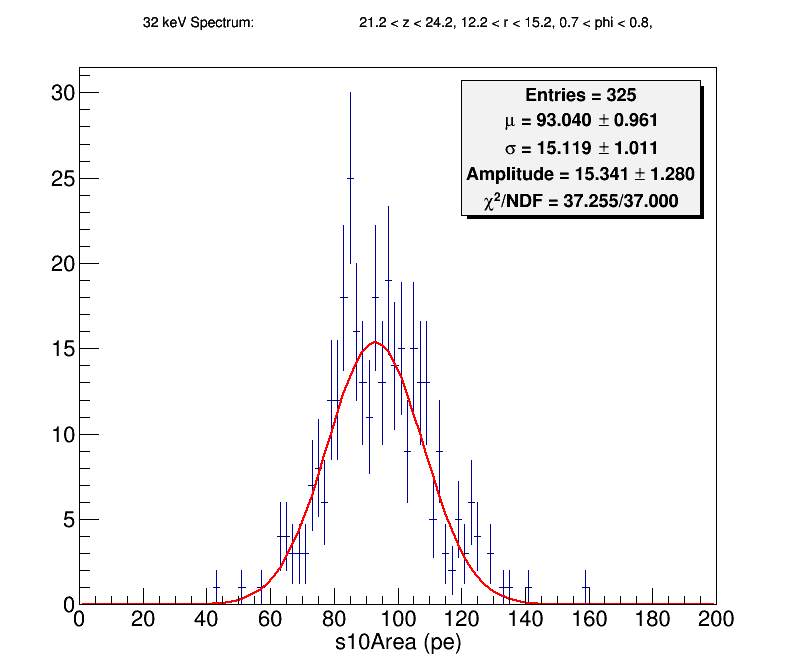 32 keV Spectrum: 21.2 < z < 24.2, 12.2 < r < 15.2, 0.7 < phi < 0.8,
Entries = 325
μ = 93.040 ± 0.961
σ = 15.119 ± 1.011
Amplitude = 15.341 ± 1.280
χ²/NDF = 37.255/37.000
30
25
20
15
10
5
0
0 20 40 60 80 100 120 140 160 180 200
s10Area (pe)